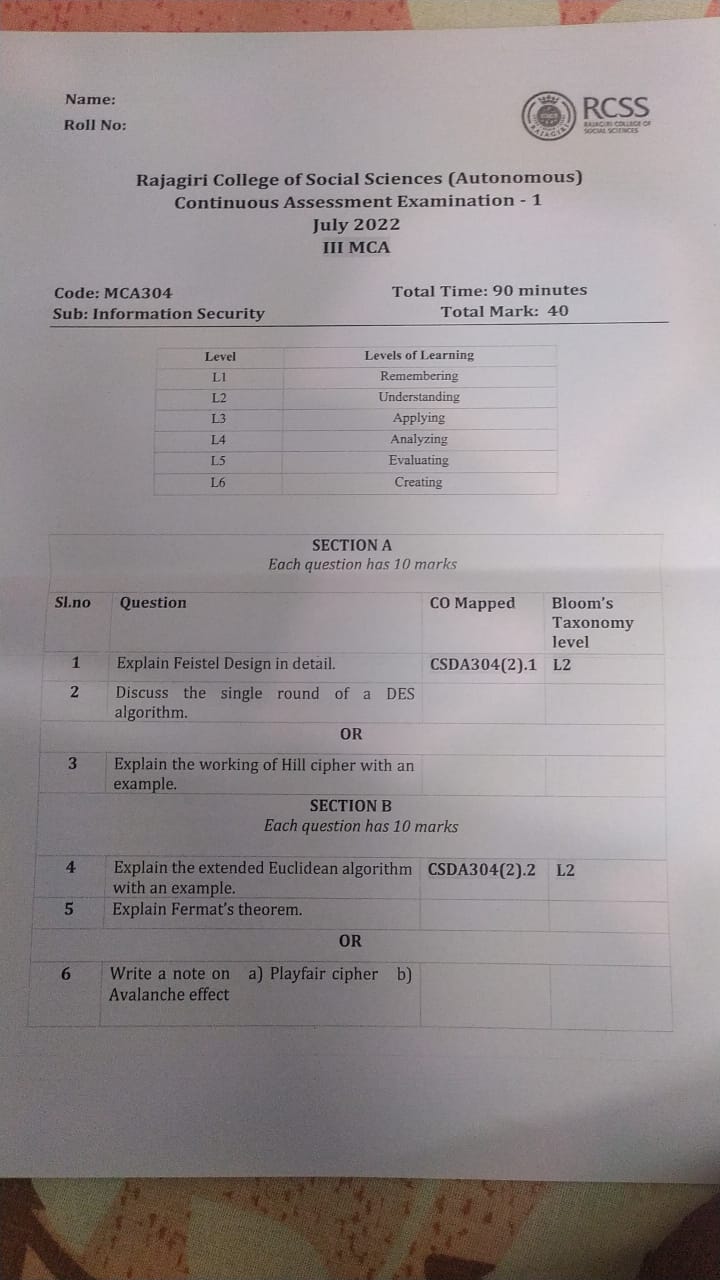 Name:
Roll No:
RCSS
RAJAGIRI COLLEGE OF
SOCIAL SCIENCES
RAJAGIRI
Rajagiri College of Social Sciences (Autonomous)
Continuous Assessment Examination - 1
July 2022
III MCA
Code: MCA304 Total Time: 90 minutes
Sub: Information Security Total Mark: 40
Level Levels of Learning
L1 Remembering
L2 Understanding
L3 Applying
L4 Analyzing
L5 Evaluating
L6 Creating
SECTION A
Each question has 10 marks
Sl.no Question CO Mapped Bloom's
Taxonomy
level
1 Explain Feistel Design in detail. CSDA304(2).1 L2
2 Discuss the single round of a DES
algorithm.
OR
3 Explain the working of Hill cipher with an
example.
SECTION B
Each question has 10 marks
4 Explain the extended Euclidean algorithm CSDA304(2).2 L2
with an example.
5 Explain Fermat's theorem.
OR
6 Write a note on a) Playfair cipher b)
Avalanche effect